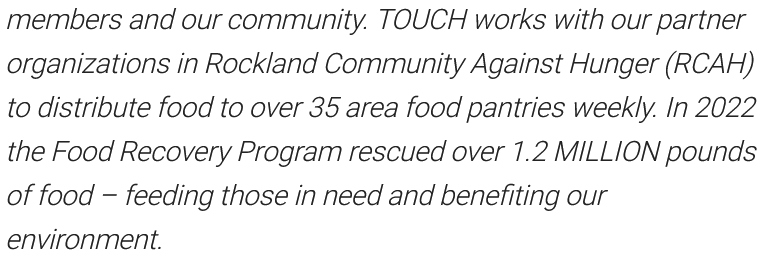 members and our community. TOUCH works with our partner
organizations in Rockland Community Against Hunger (RCAH)
to distribute food to over 35 area food pantries weekly. In 2022
the Food Recovery Program rescued over 1.2 MILLION pounds
of food – feeding those in need and benefiting our
environment.